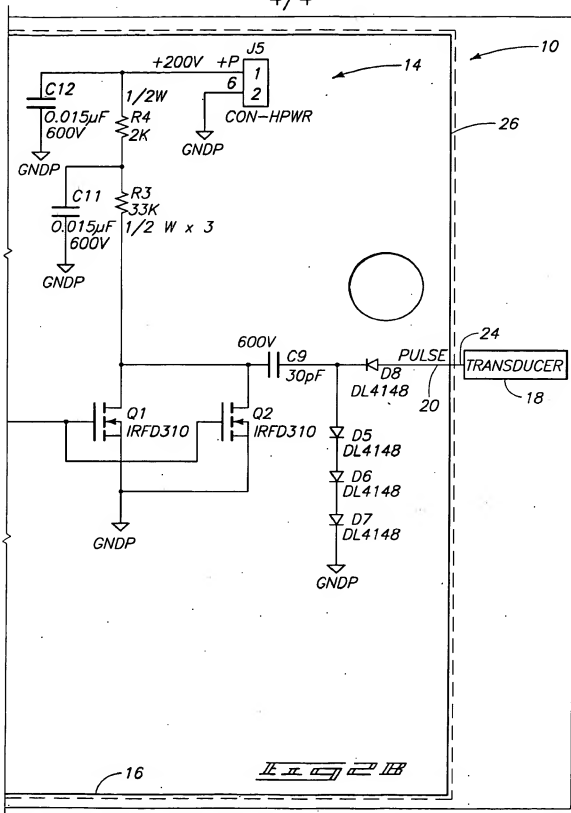 4/4
J5
10
+200V +P 1
14
6 2
C12
1/2W
0.015µF
R4
CON-HPWR
26
600V
2K
GNDP
GNDP
C11
R3
33K
0.015µF
1/2 W x 3
600V
GNDP
600V
C9
PULSE
24
TRANSDUCER
30pF
D8
20
18
DL4148
Q1
Q2
D5
IRFD310
IRFD310
DL4148
D6
DL4148
D7
GNDP
DL4148
GNDP
16
Fig 2B